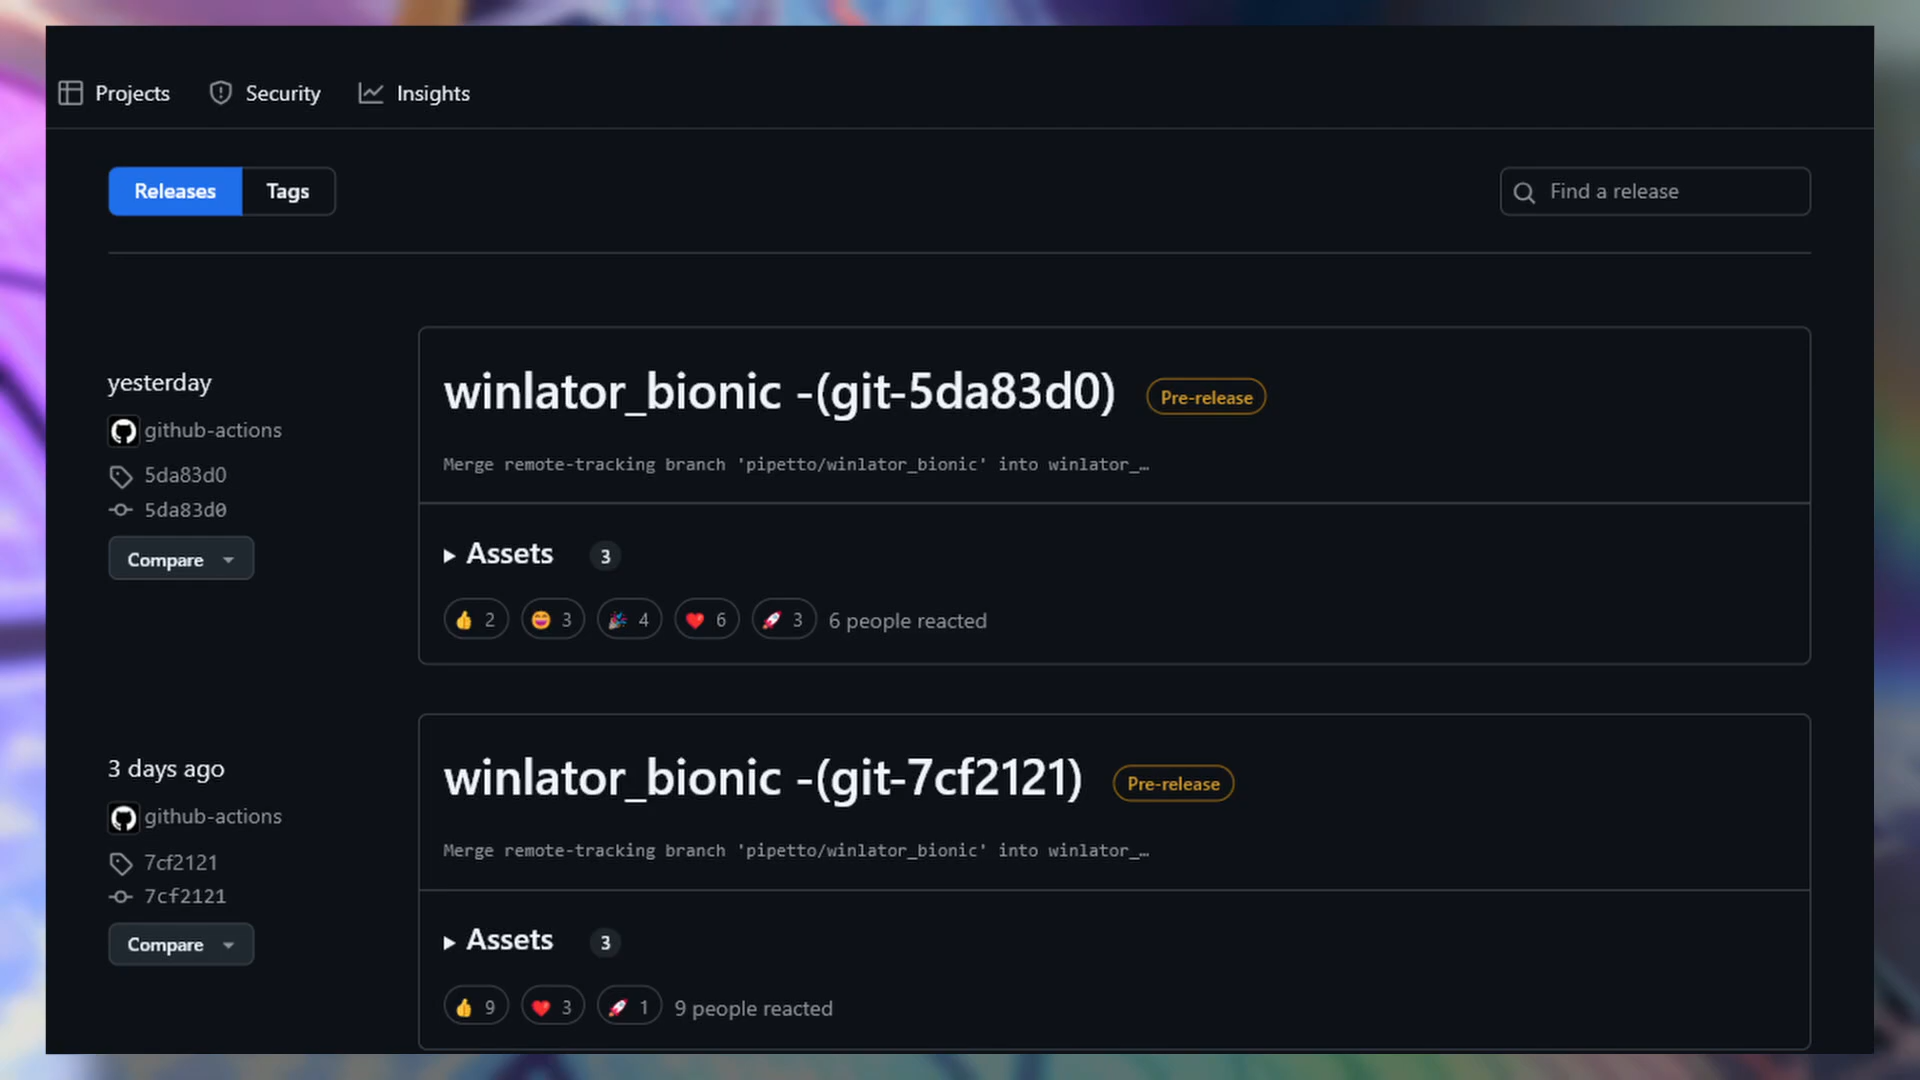 Projects Security Insights
Releases Tags Find a release
yesterday
github-actions
5da83d0
5da83d0
Compare
winlator_bionic -(git-5da83d0) Pre-release
Merge remote-tracking branch 'pipetto/winlator_bionic' into winlator_…
Assets 3
2 3 4 6 3 6 people reacted
3 days ago
github-actions
7cf2121
7cf2121
Compare
winlator_bionic -(git-7cf2121) Pre-release
Merge remote-tracking branch 'pipetto/winlator_bionic' into winlator_…
Assets 3
9 3 1 9 people reacted